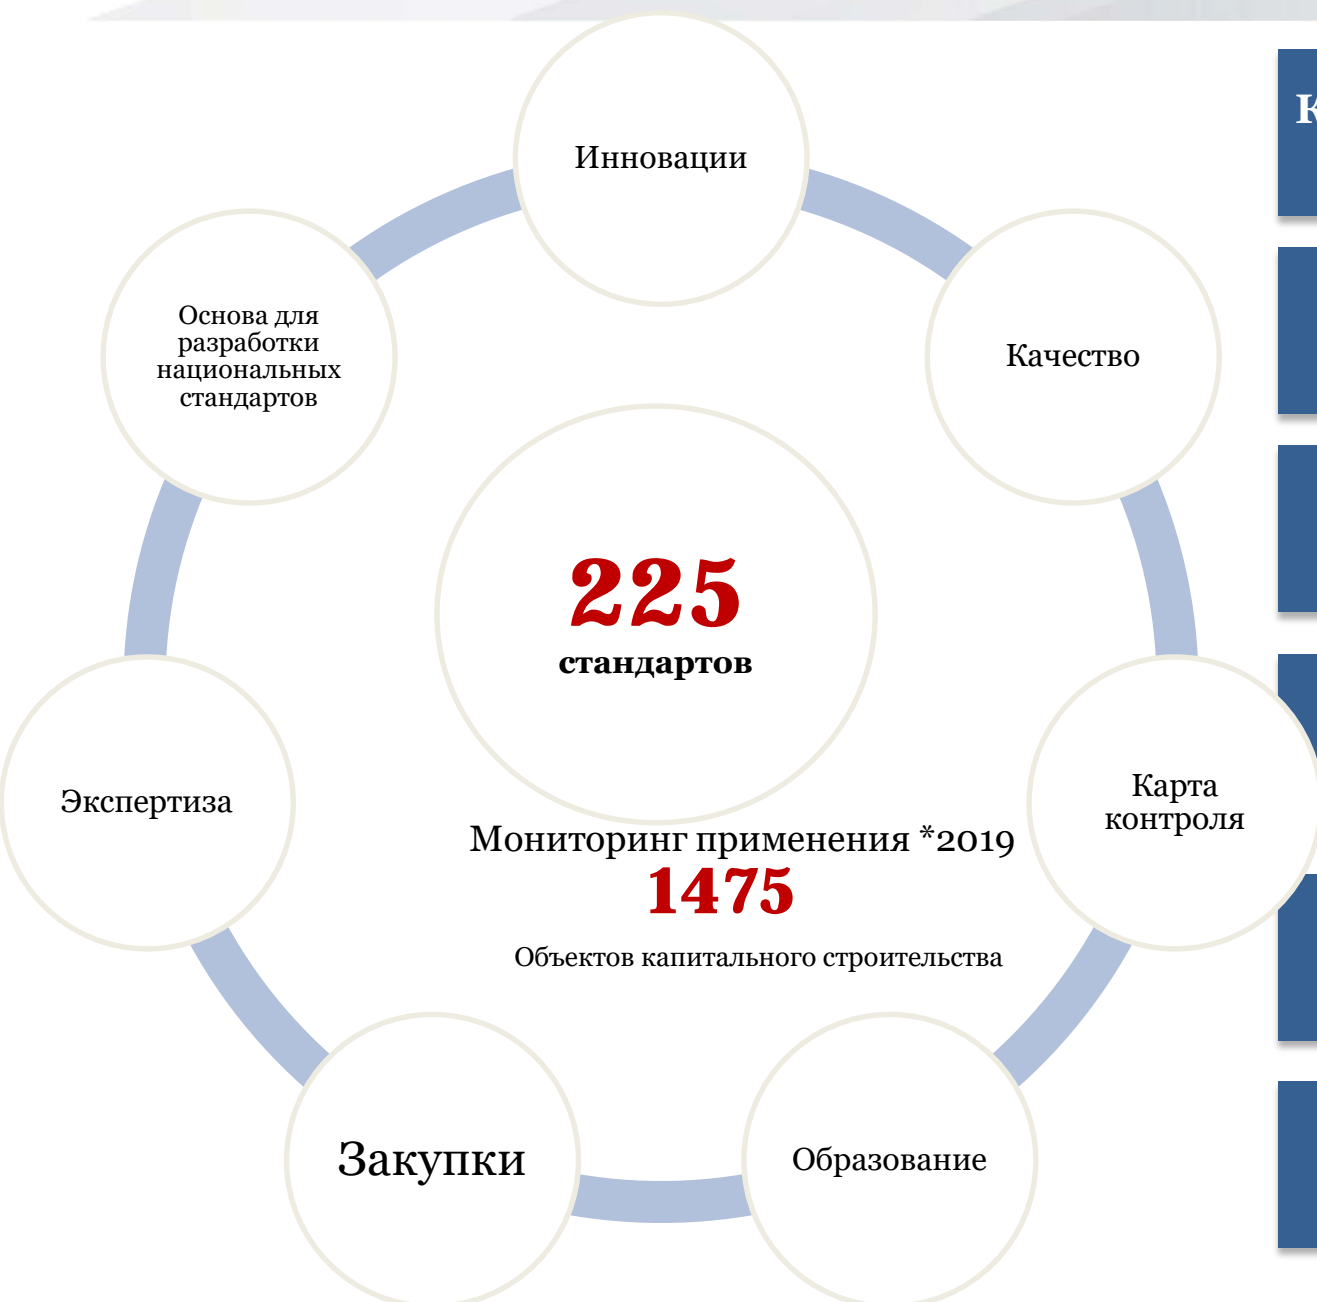 Инновации
Качество
Основа для
разработки
национальных
стандартов
225
стандартов
Карта
контроля
Экспертиза
Мониторинг применения *2019
1475
Объектов капитального строительства
Закупки
Образование